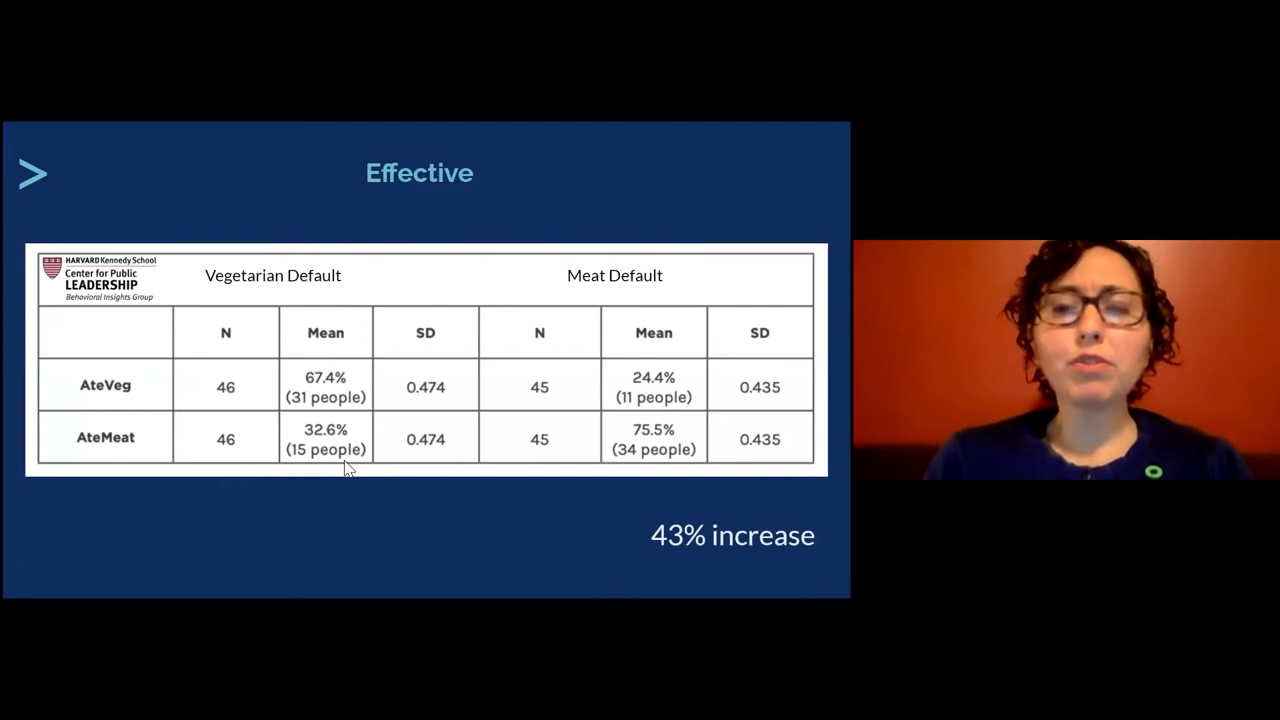 >
Effective
HARVARD Kennedy School
Center for Public
LEADERSHIP
Behavioral Insights Group
Vegetarian Default
Meat Default
N Mean SD N Mean SD
AteVeg 46 67.4% (31 people) 0.474 45 24.4% (11 people) 0.435
AteMeat 46 32.6% (15 people) 0.474 45 75.5% (34 people) 0.435
43% increase